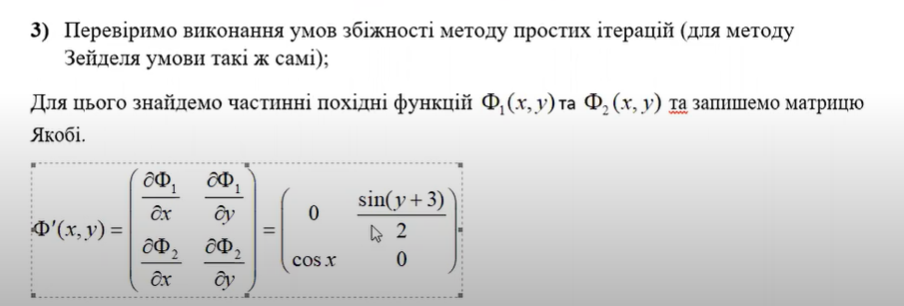 3) Перевіримо виконання умов збіжності методу простих ітерацій (для методу
Зейделя умови такі ж самі);
Для цього знайдемо частинні похідні функцій Φ₁(x, y) та Φ₂(x, y) та запишемо матрицю
Якобі.
Φ′(x, y) = ( ∂Φ₁/∂x ∂Φ₁/∂y ; ∂Φ₂/∂x ∂Φ₂/∂y ) = ( 0 sin(y + 3)/2 ; cos x 0 )